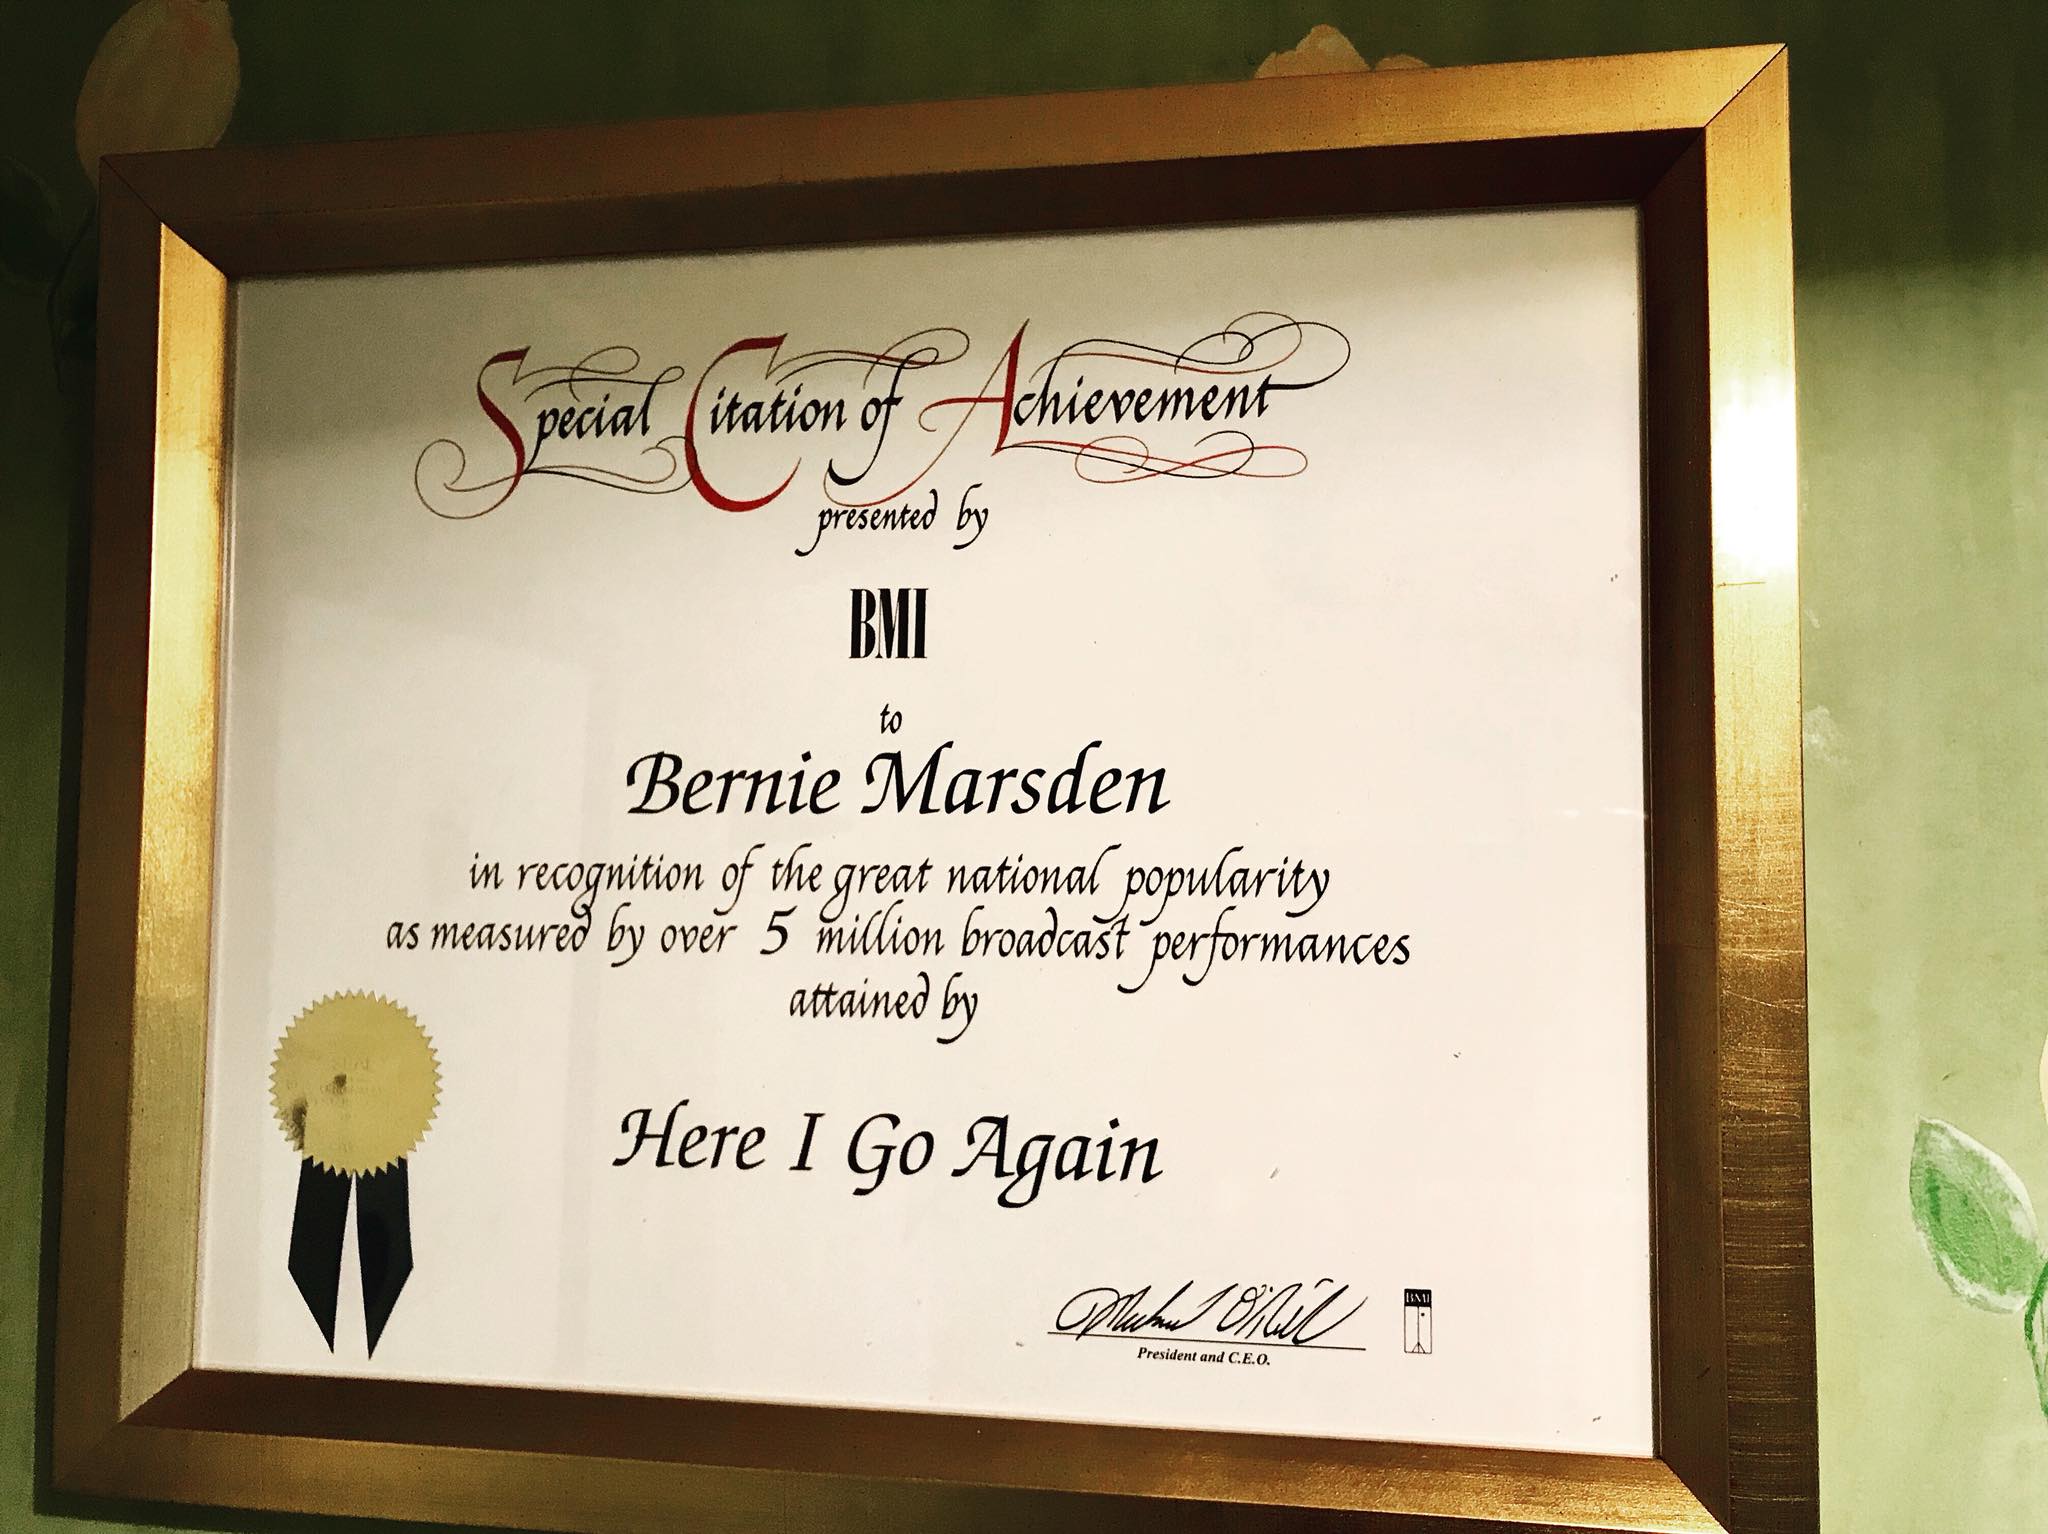 Special Citation of Achievement
presented by
BMI
to
Bernie Marsden
in recognition of the great national popularity
as measured by over 5 million broadcast performances
attained by
Here I Go Again
President and C.E.O.
BMI